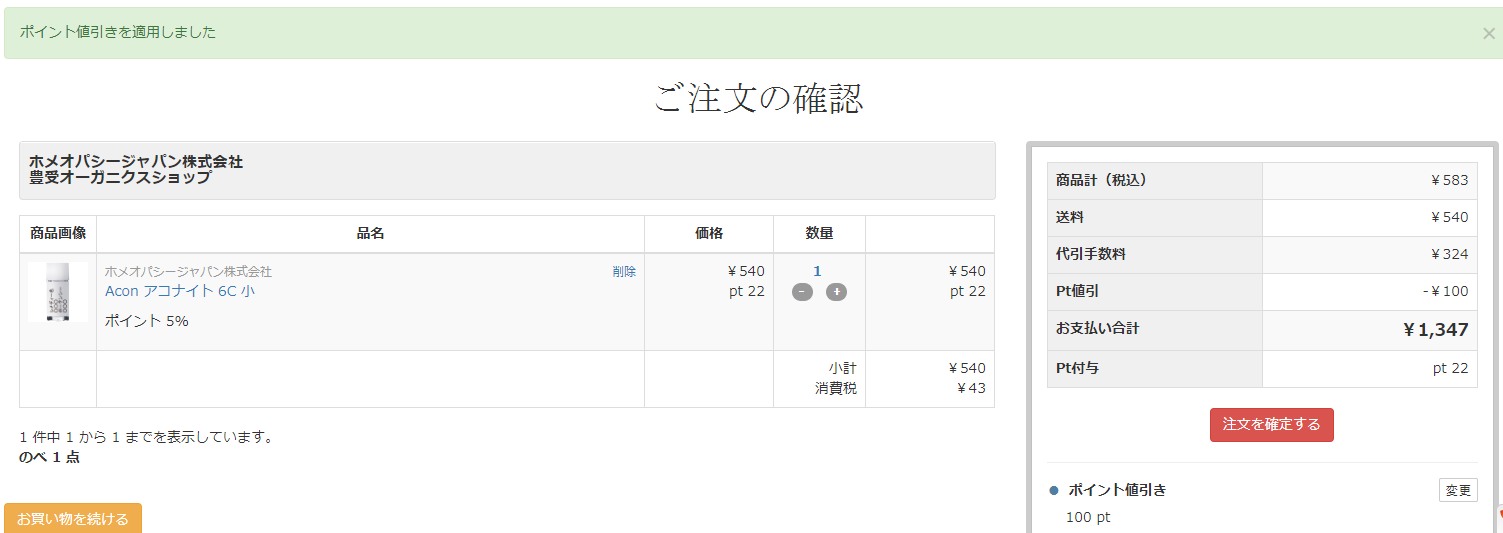 ポイント値引きを適用しました
×
ご注文の確認
ホメオパシージャパン株式会社
豊受オーガニクスショップ
商品画像 品名 価格 数量
ホメオパシージャパン株式会社 削除 ¥540 1 ¥540
Acon アコナイト 6C 小 pt 22 - + pt 22
ポイント 5%
小計 ¥540
消費税 ¥43
1 件中 1 から 1 までを表示しています。
のべ 1 点
お買い物を続ける
商品計（税込） ¥583
送料 ¥540
代引手数料 ¥324
Pt値引 -¥100
お支払い合計 ¥1,347
Pt付与 pt 22
注文を確定する
ポイント値引き 変更
100 pt